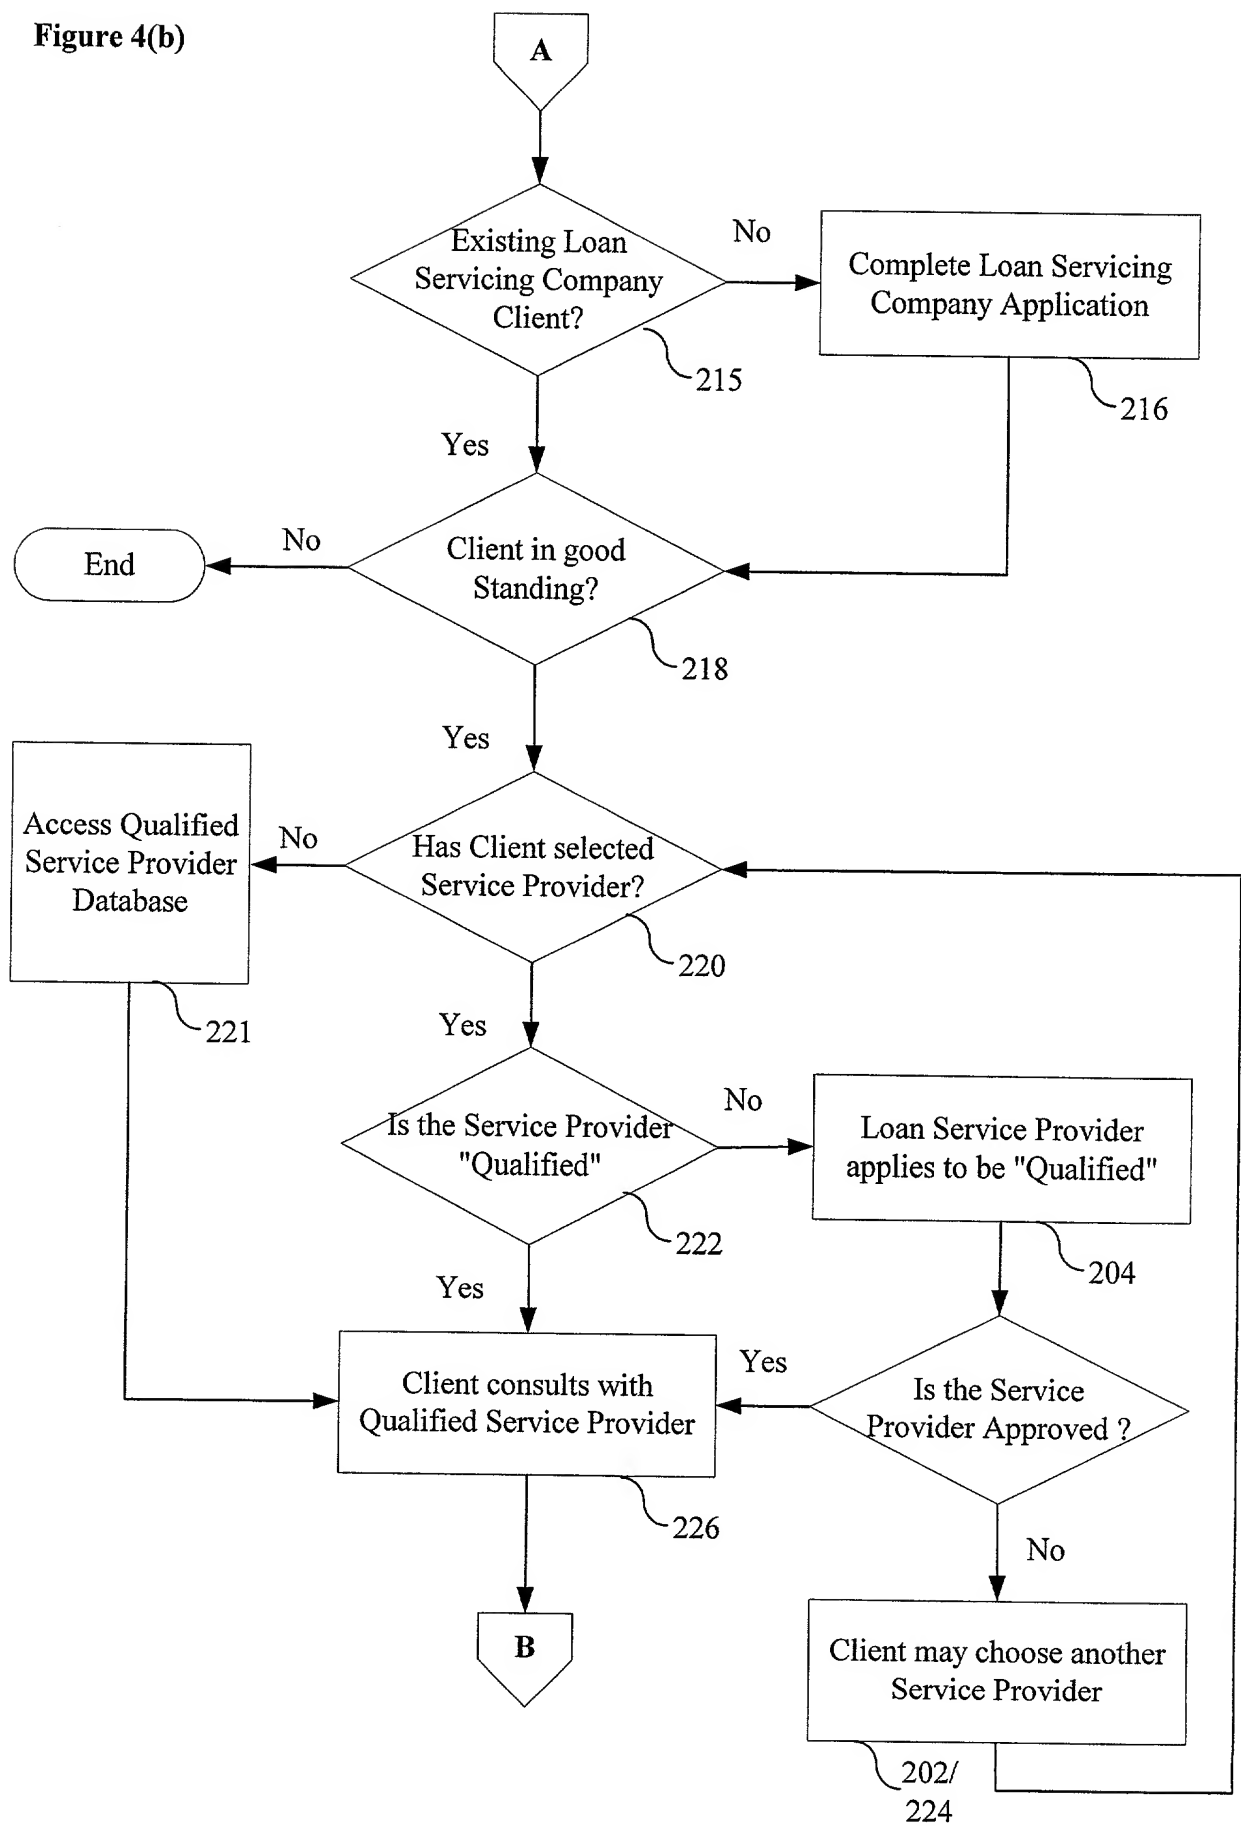 Figure 4(b)
A
Existing Loan
Servicing Company
Client?
No
Complete Loan Servicing
Company Application
215
216
Yes
End
No
Client in good
Standing?
218
Yes
Access Qualified
Service Provider
Database
No
Has Client selected
Service Provider?
220
221
Yes
Is the Service Provider
"Qualified"
No
Loan Service Provider
applies to be "Qualified"
222
204
Yes
Client consults with
Qualified Service Provider
Yes
Is the Service
Provider Approved ?
226
No
B
Client may choose another
Service Provider
202/
224